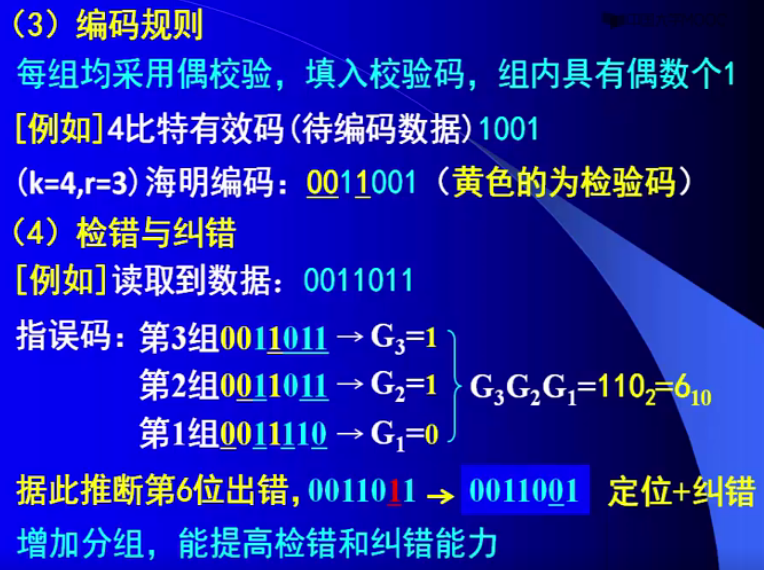 (3) 编码规则
每组均采用偶校验，填入校验码，组内具有偶数个1
[例如]4比特有效码(待编码数据)1001
(k=4,r=3)海明编码：0011001（黄色的为检验码）
(4) 检错与纠错
[例如]读取到数据：0011011
指误码：第3组0011011→G₃=1
第2组0011011→G₂=1 G₃G₂G₁=110₂=6₁₀
第1组0011110→G₁=0
据此推断第6位出错，0011011→ 0011001 定位+纠错
增加分组，能提高检错和纠错能力